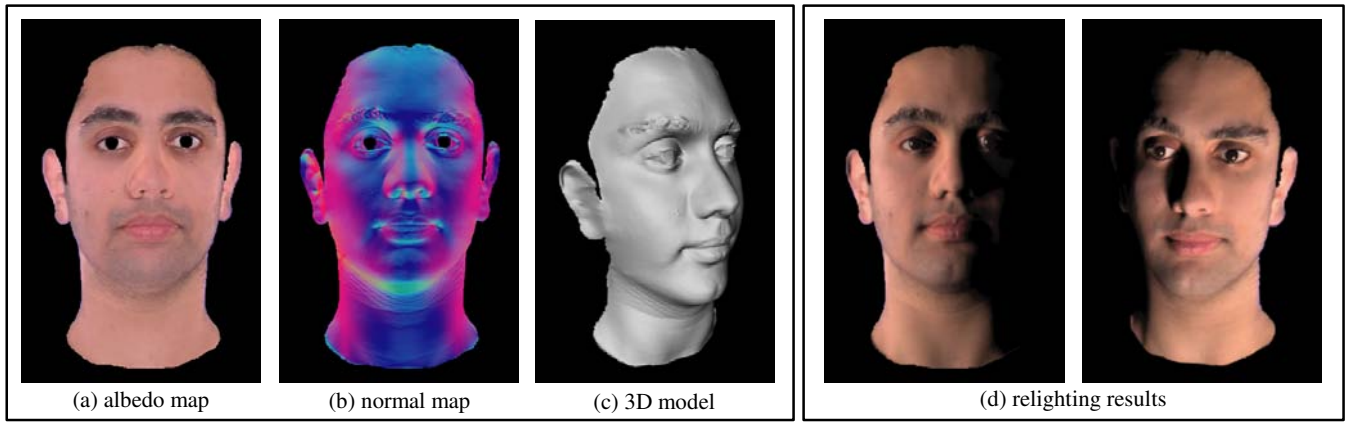 (a) albedo map
(b) normal map
(c) 3D model
(d) relighting results